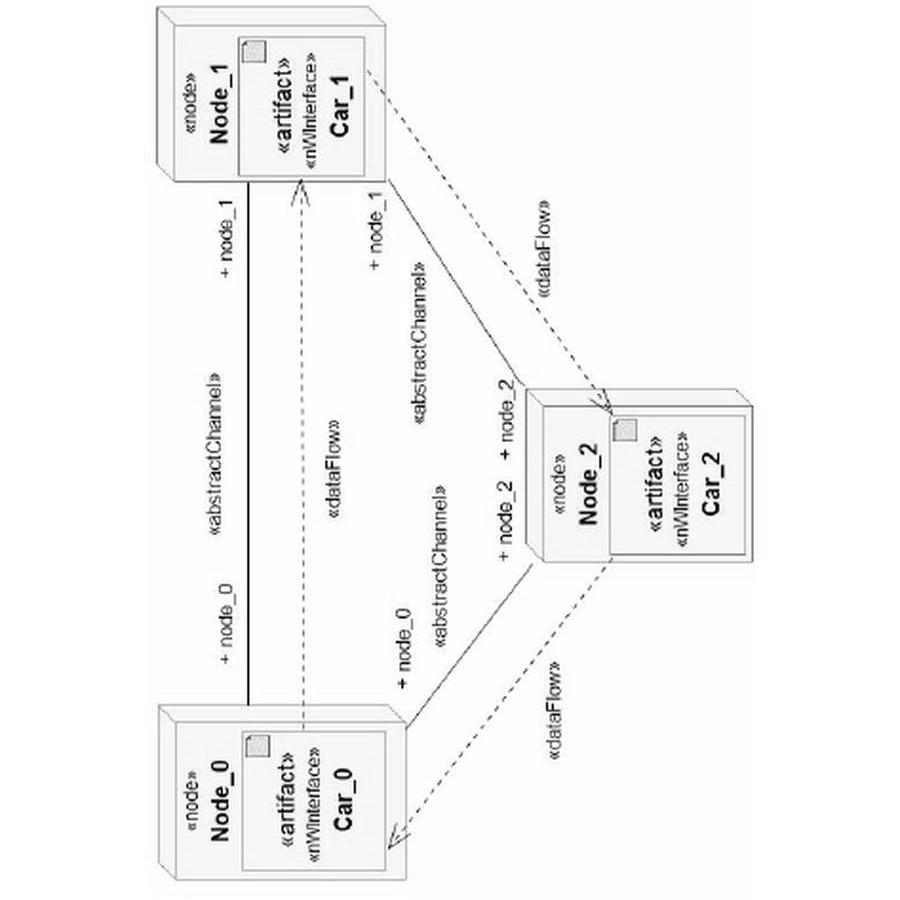 «node»
Node_0
«artifact»
«nWInterface»
Car_0
«node»
Node_1
«artifact»
«nWInterface»
Car_1
+ node_0
«abstractChannel»
+ node_1
«dataFlow»
+ node_0
«abstractChannel»
+ node_2
+ node_2
«abstractChannel»
+ node_1
«dataFlow»
«dataFlow»
«node»
Node_2
«artifact»
«nWInterface»
Car_2